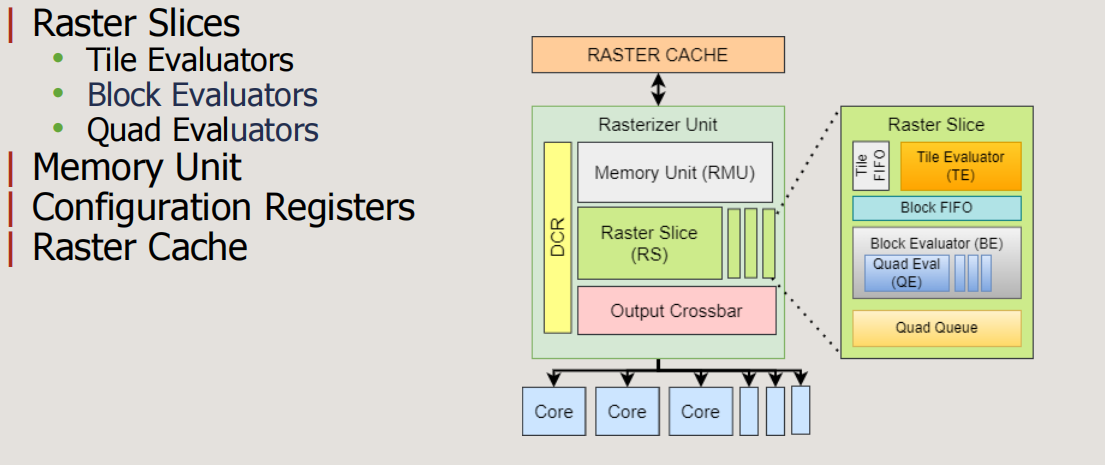 Raster Slices
Tile Evaluators
Block Evaluators
Quad Evaluators
Memory Unit
Configuration Registers
Raster Cache
RASTER CACHE
Rasterizer Unit
DCR
Memory Unit (RMU)
Raster Slice
(RS)
Output Crossbar
Core
Core
Core
Raster Slice
Tile
FIFO
Tile Evaluator
(TE)
Block FIFO
Block Evaluator (BE)
Quad Eval
(QE)
Quad Queue